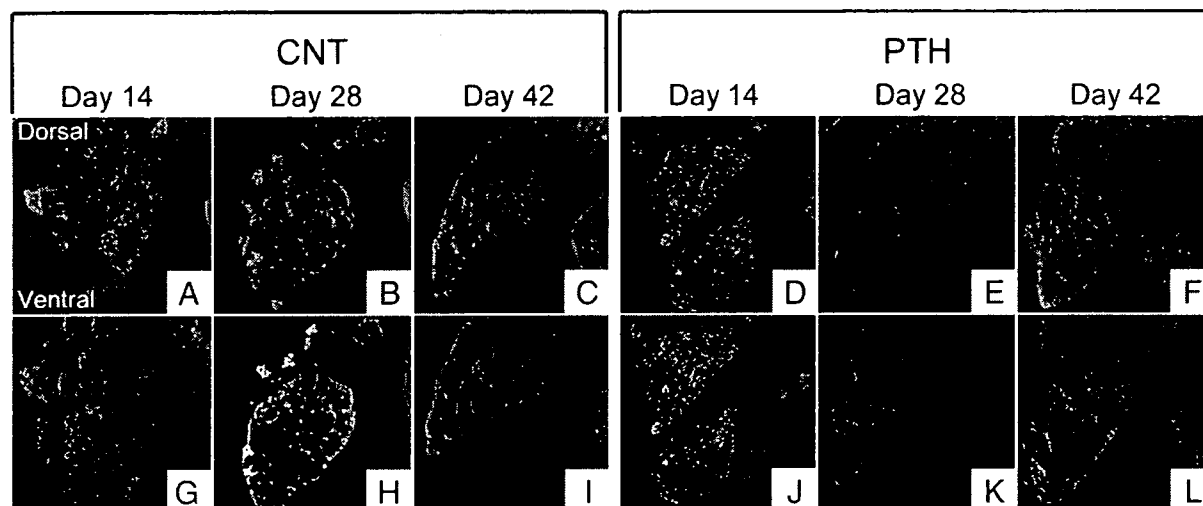 CNT PTH
Day 14 Day 28 Day 42 Day 14 Day 28 Day 42
Dorsal
Ventral
A B C D E F
G H I J K L